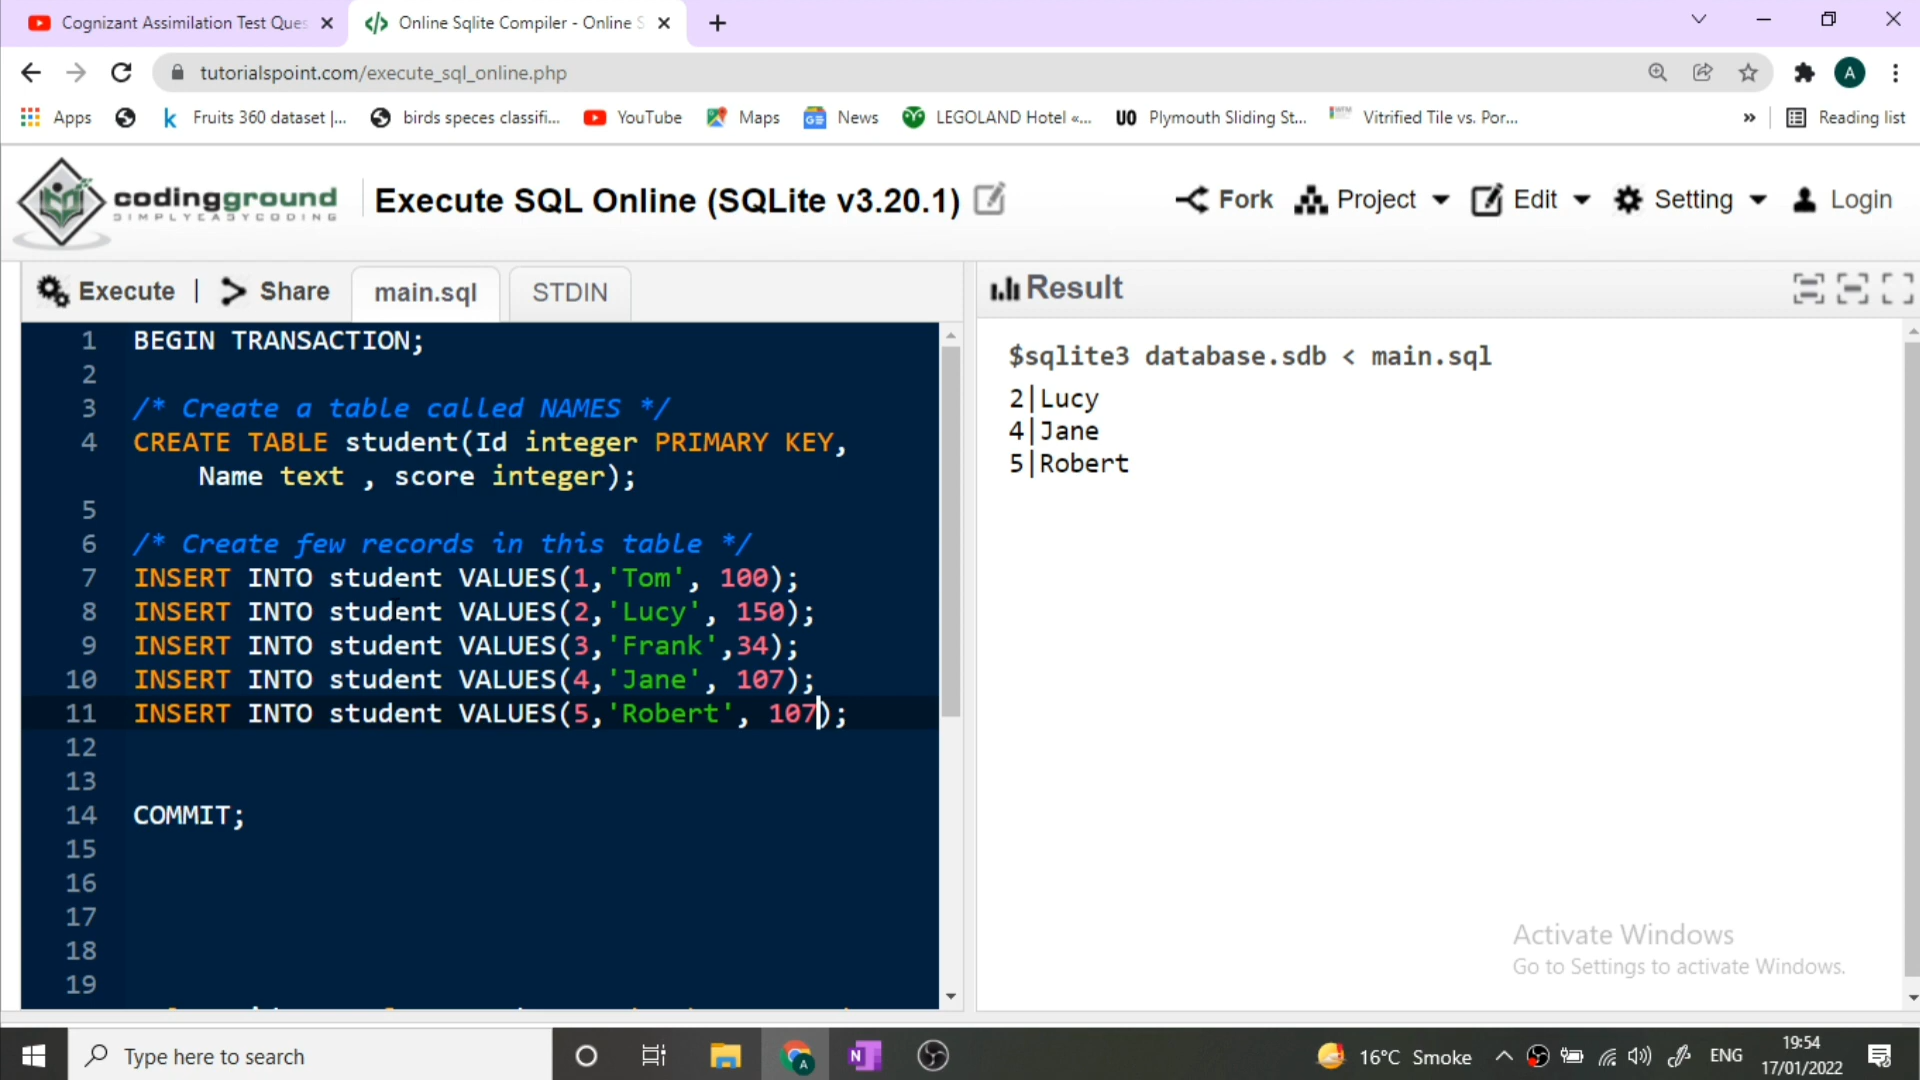 Cognizant Assimilation Test Ques
Online Sqlite Compiler - Online S
tutorialspoint.com/execute_sql_online.php
A
Apps
k Fruits 360 dataset |...
birds speces classifi...
YouTube
Maps
News
LEGOLAND Hotel «...
UO Plymouth Sliding St...
Vitrified Tile vs. Por...
»
Reading list
codingground
SIMPLYEASYCODING
Execute SQL Online (SQLite v3.20.1)
Fork
Project
Edit
Setting
Login
Execute | Share
main.sql
STDIN
1 BEGIN TRANSACTION;
2
3 /* Create a table called NAMES */
4 CREATE TABLE student(Id integer PRIMARY KEY,
Name text , score integer);
5
6 /* Create few records in this table */
7 INSERT INTO student VALUES(1,'Tom', 100);
8 INSERT INTO student VALUES(2,'Lucy', 150);
9 INSERT INTO student VALUES(3,'Frank',34);
10 INSERT INTO student VALUES(4,'Jane', 107);
11 INSERT INTO student VALUES(5,'Robert', 107);
12
13
14 COMMIT;
15
16
17
18
19
Result
$sqlite3 database.sdb < main.sql
2|Lucy
4|Jane
5|Robert
Activate Windows
Go to Settings to activate Windows.
Type here to search
16°C Smoke
ENG
19:54
17/01/2022